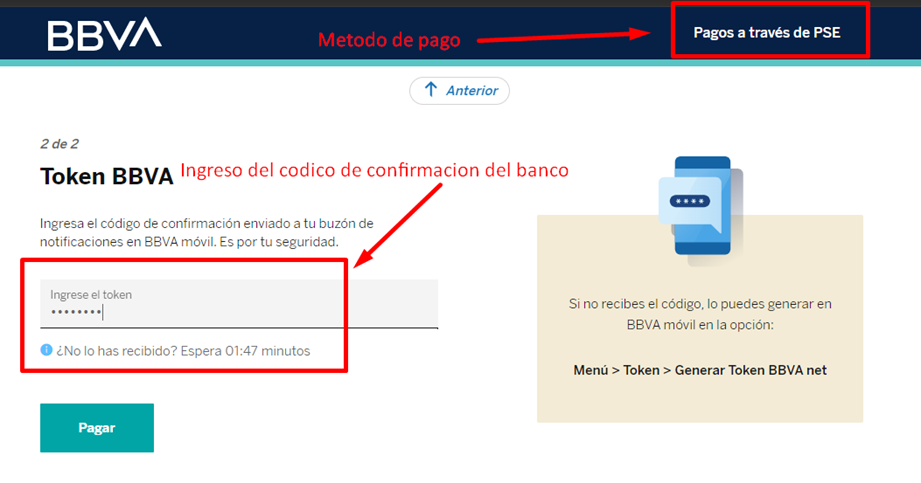 BBVA
Metodo de pago
Pagos a través de PSE
Anterior
2 de 2
Token BBVA
Ingreso del codico de confirmacion del banco
Ingresa el código de confirmación enviado a tu buzón de
notificaciones en BBVA móvil. Es por tu seguridad.
Ingrese el token
••••••••
¿No lo has recibido? Espera 01:47 minutos
Pagar
****
Si no recibes el código, lo puedes generar en
BBVA móvil en la opción:
Menú > Token > Generar Token BBVA net